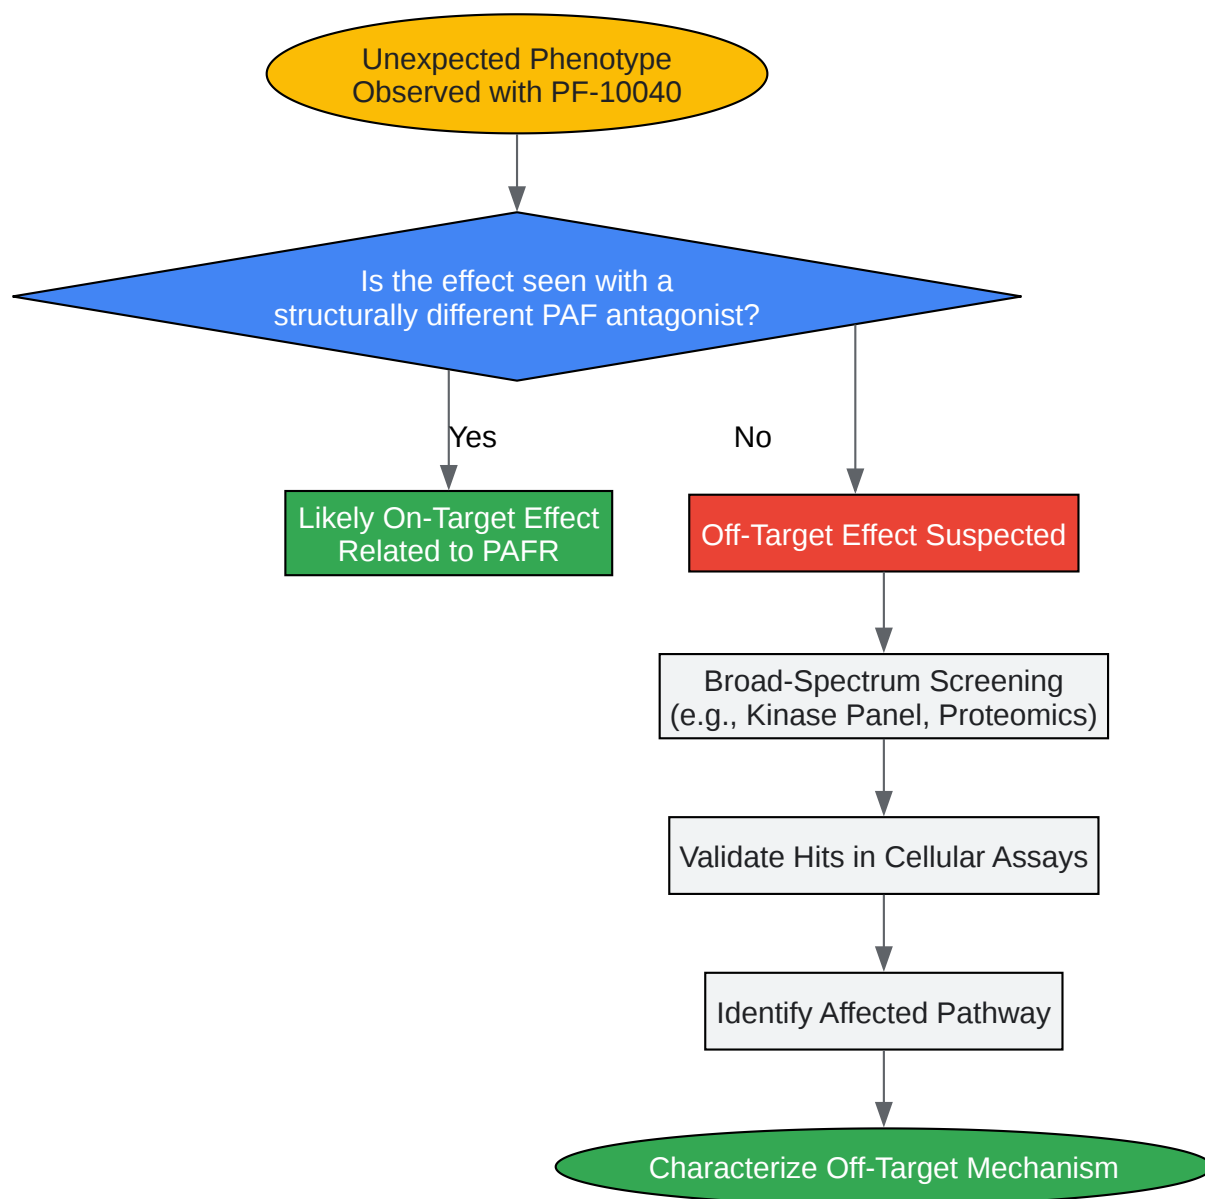 Unexpected Phenotype
Observed with PF-10040
Is the effect seen with a
structurally different PAF antagonist?
Yes
No
Likely On-Target Effect
Related to PAFR
Off-Target Effect Suspected
Broad-Spectrum Screening
(e.g., Kinase Panel, Proteomics)
Validate Hits in Cellular Assays
Identify Affected Pathway
Characterize Off-Target Mechanism